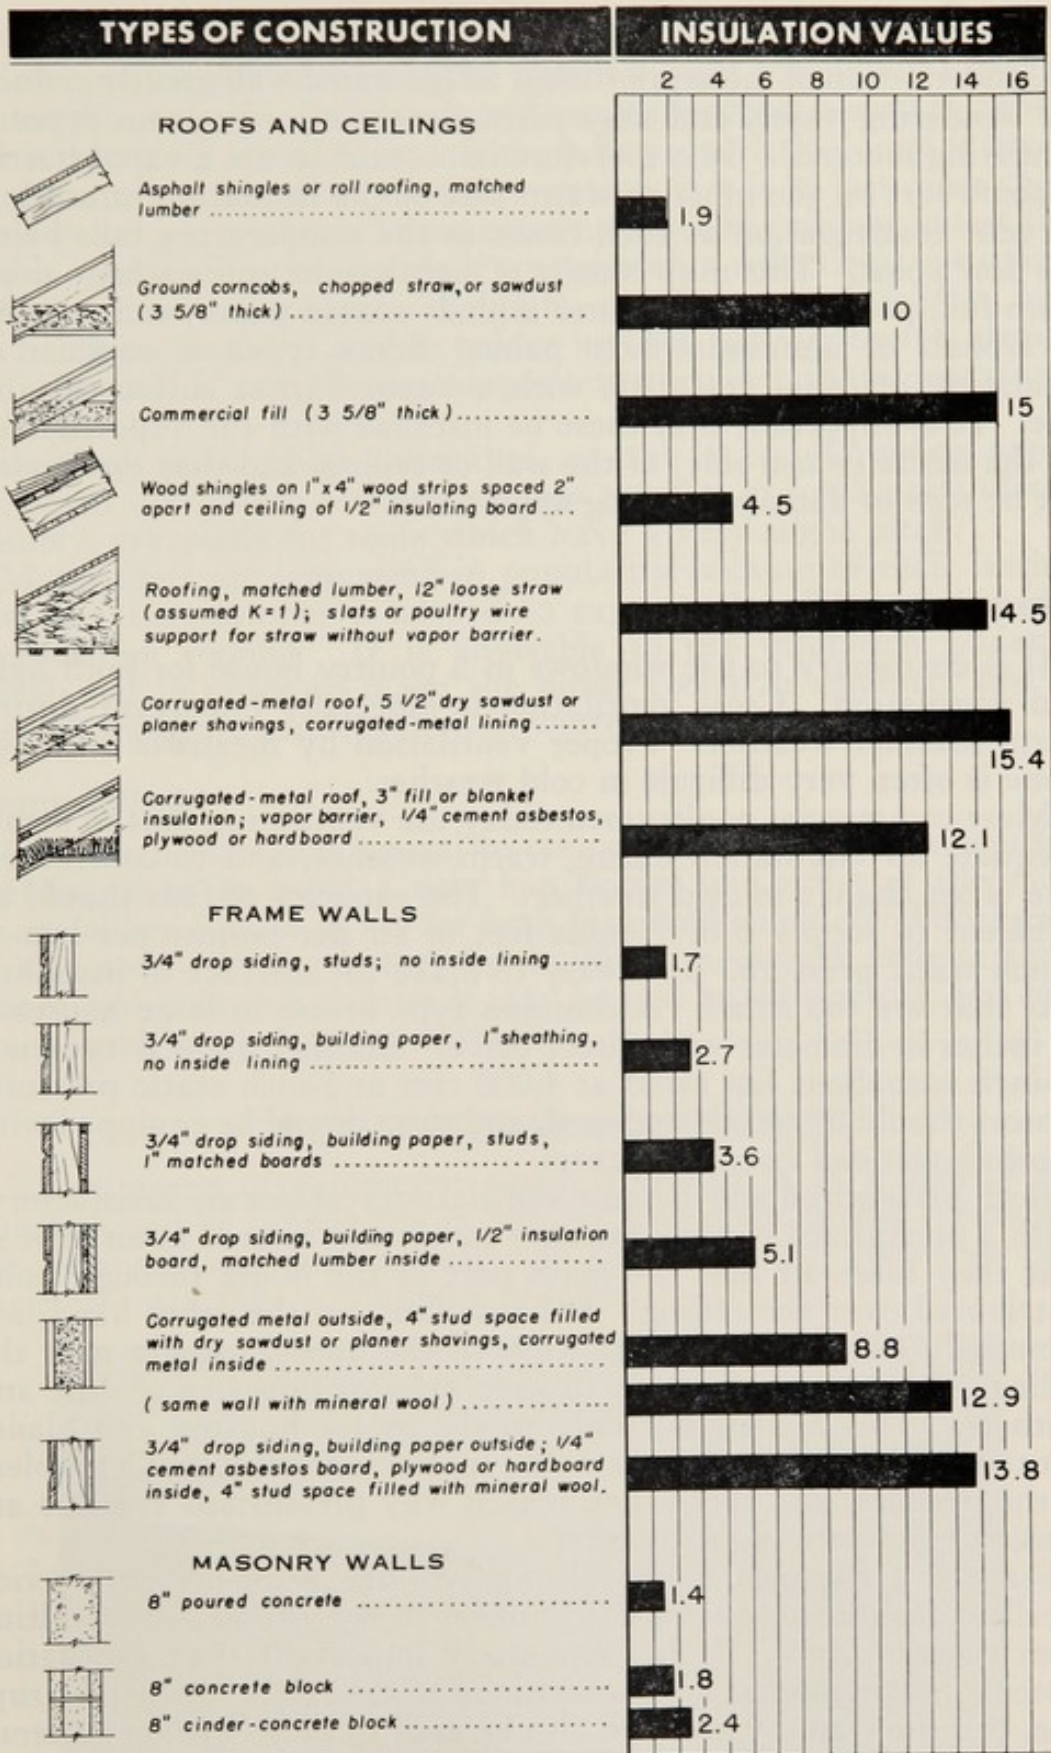 TYPES OF CONSTRUCTION
INSULATION VALUES
2 4 6 8 10 12 14 16
ROOFS AND CEILINGS
Asphalt shingles or roll roofing, matched
lumber
1.9
Ground corncobs, chopped straw, or sawdust
(3 5/8" thick)
10
Commercial fill (3 5/8" thick)
15
Wood shingles on 1"x4" wood strips spaced 2"
apart and ceiling of 1/2" insulating board
4.5
Roofing, matched lumber, 12" loose straw
(assumed K=1); slats or poultry wire
support for straw without vapor barrier.
14.5
Corrugated-metal roof, 5 1/2" dry sawdust or
planer shavings, corrugated-metal lining
15.4
Corrugated-metal roof, 3" fill or blanket
insulation; vapor barrier, 1/4" cement asbestos,
plywood or hardboard
12.1
FRAME WALLS
3/4" drop siding, studs; no inside lining
1.7
3/4" drop siding, building paper, 1" sheathing,
no inside lining
2.7
3/4" drop siding, building paper, studs,
1" matched boards
3.6
3/4" drop siding, building paper, 1/2" insulation
board, matched lumber inside
5.1
Corrugated metal outside, 4" stud space filled
with dry sawdust or planer shavings, corrugated
metal inside
8.8
(same wall with mineral wool)
12.9
3/4" drop siding, building paper outside; 1/4"
cement asbestos board, plywood or hardboard
inside, 4" stud space filled with mineral wool.
13.8
MASONRY WALLS
8" poured concrete
1.4
8" concrete block
1.8
8" cinder-concrete block
2.4